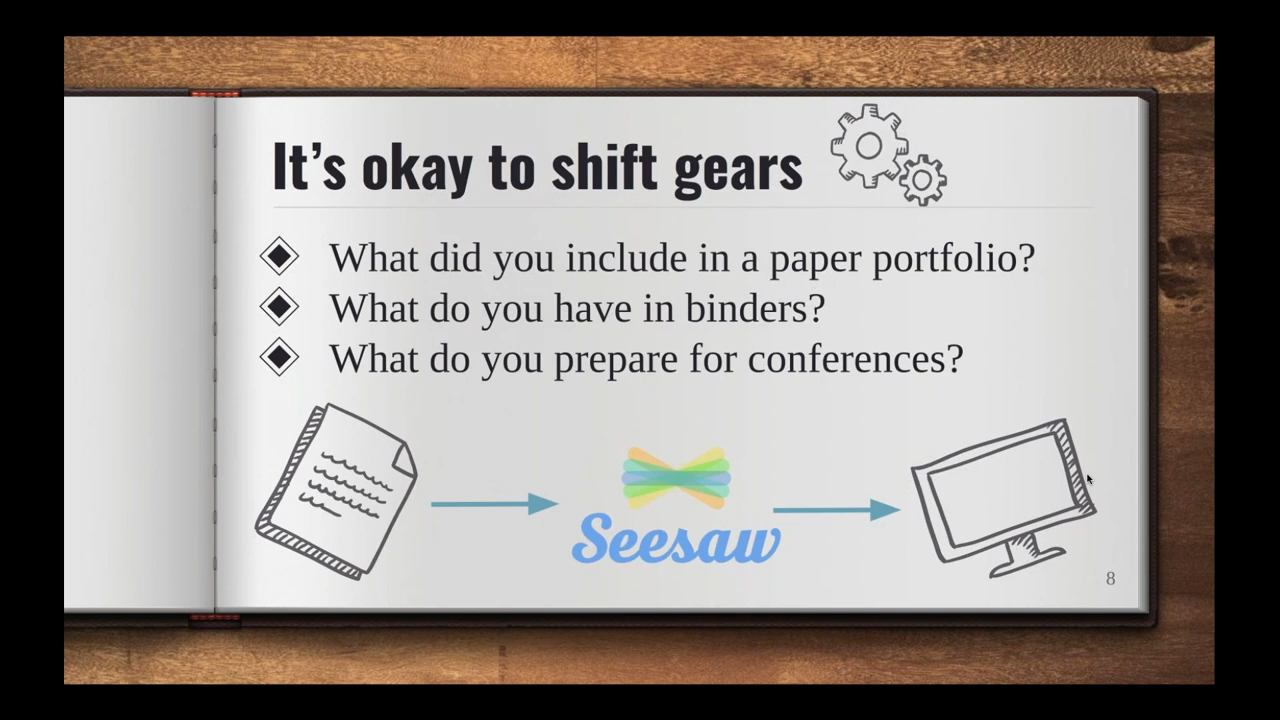 It's okay to shift gears
What did you include in a paper portfolio?
What do you have in binders?
What do you prepare for conferences?
Seesaw
8